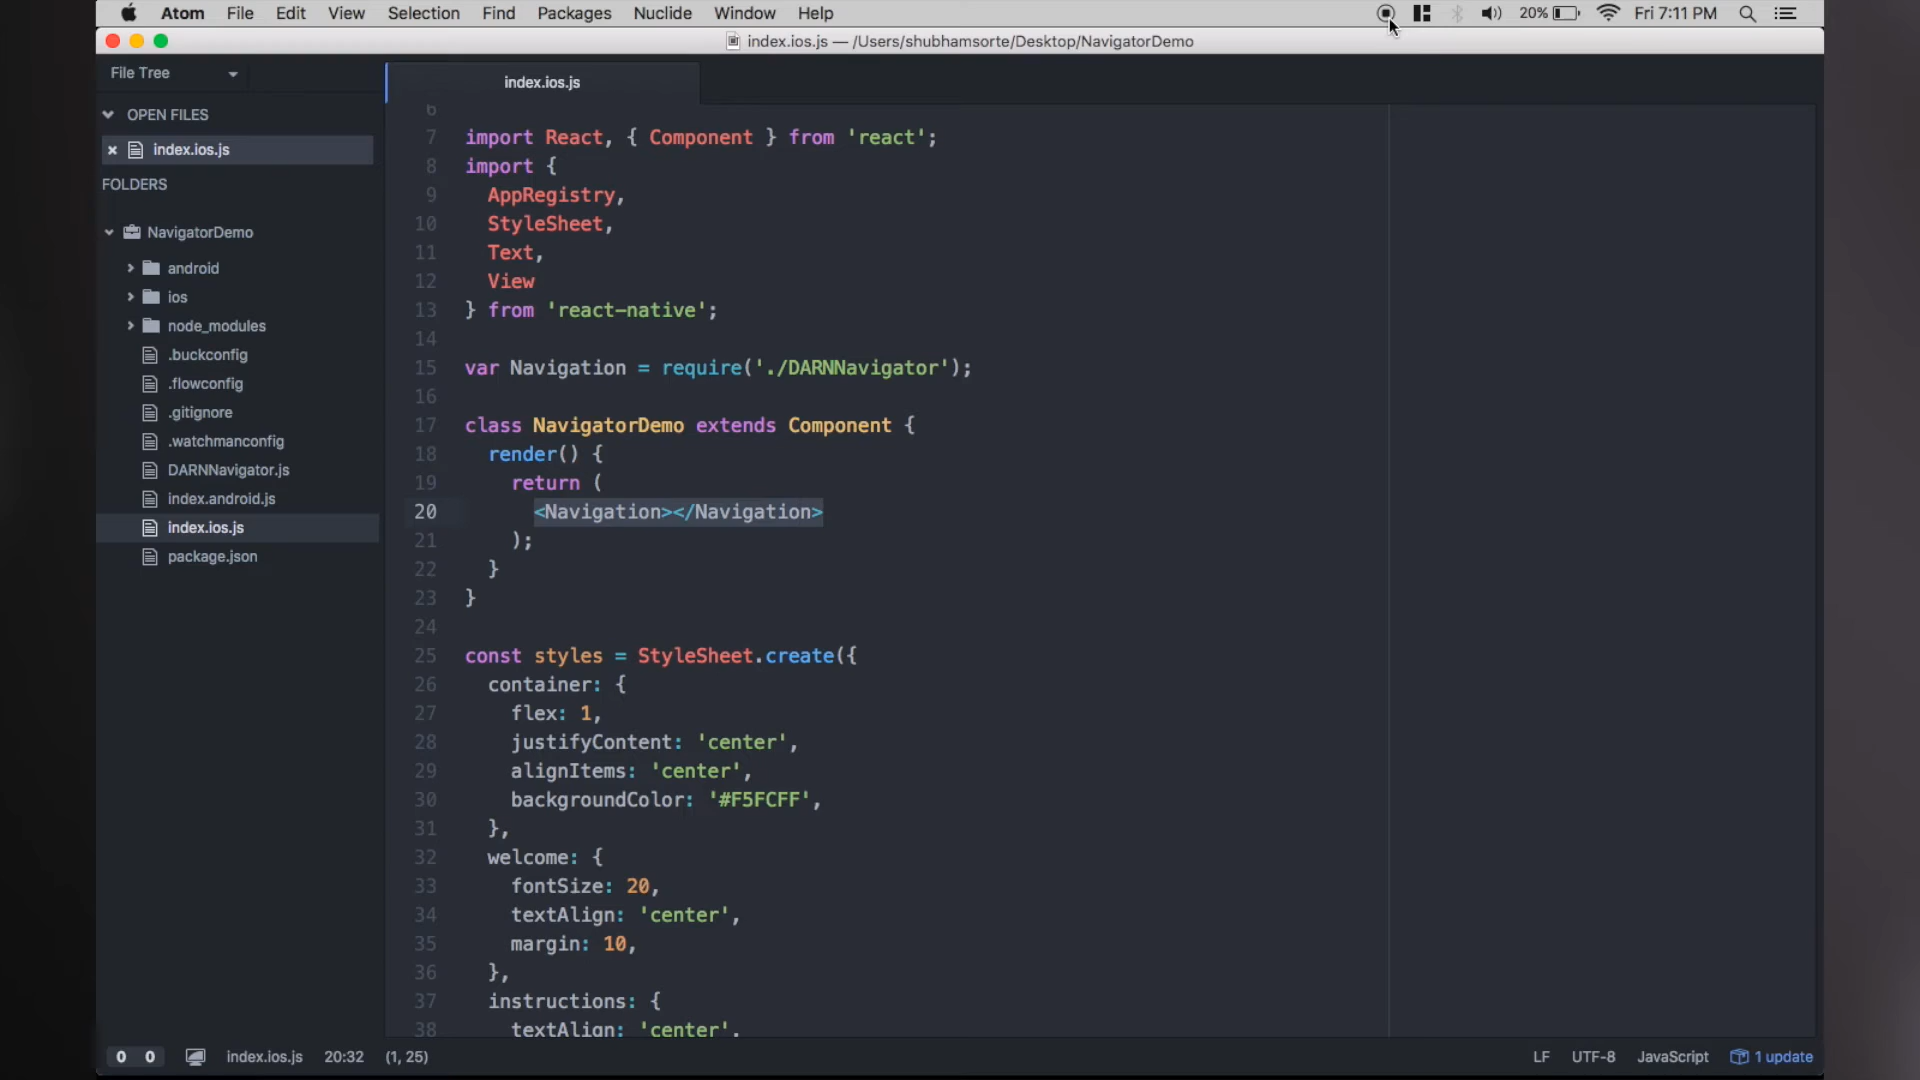 Atom File Edit View Selection Find Packages Nuclide Window Help 20% Fri 7:11 PM
index.ios.js — /Users/shubhamsorte/Desktop/NavigatorDemo
File Tree
index.ios.js
OPEN FILES
index.ios.js
FOLDERS
NavigatorDemo
android
ios
node_modules
.buckconfig
.flowconfig
.gitignore
.watchmanconfig
DARNNavigator.js
index.android.js
index.ios.js
package.json
6
7 import React, { Component } from 'react';
8 import {
9 AppRegistry,
10 StyleSheet,
11 Text,
12 View
13 } from 'react-native';
14
15 var Navigation = require('./DARNNavigator');
16
17 class NavigatorDemo extends Component {
18 render() {
19 return (
20 <Navigation></Navigation>
21 );
22 }
23 }
24
25 const styles = StyleSheet.create({
26 container: {
27 flex: 1,
28 justifyContent: 'center',
29 alignItems: 'center',
30 backgroundColor: '#F5FCFF',
31 },
32 welcome: {
33 fontSize: 20,
34 textAlign: 'center',
35 margin: 10,
36 },
37 instructions: {
38 textAlign: 'center',
0 0 index.ios.js 20:32 (1, 25) LF UTF-8 JavaScript 1 update